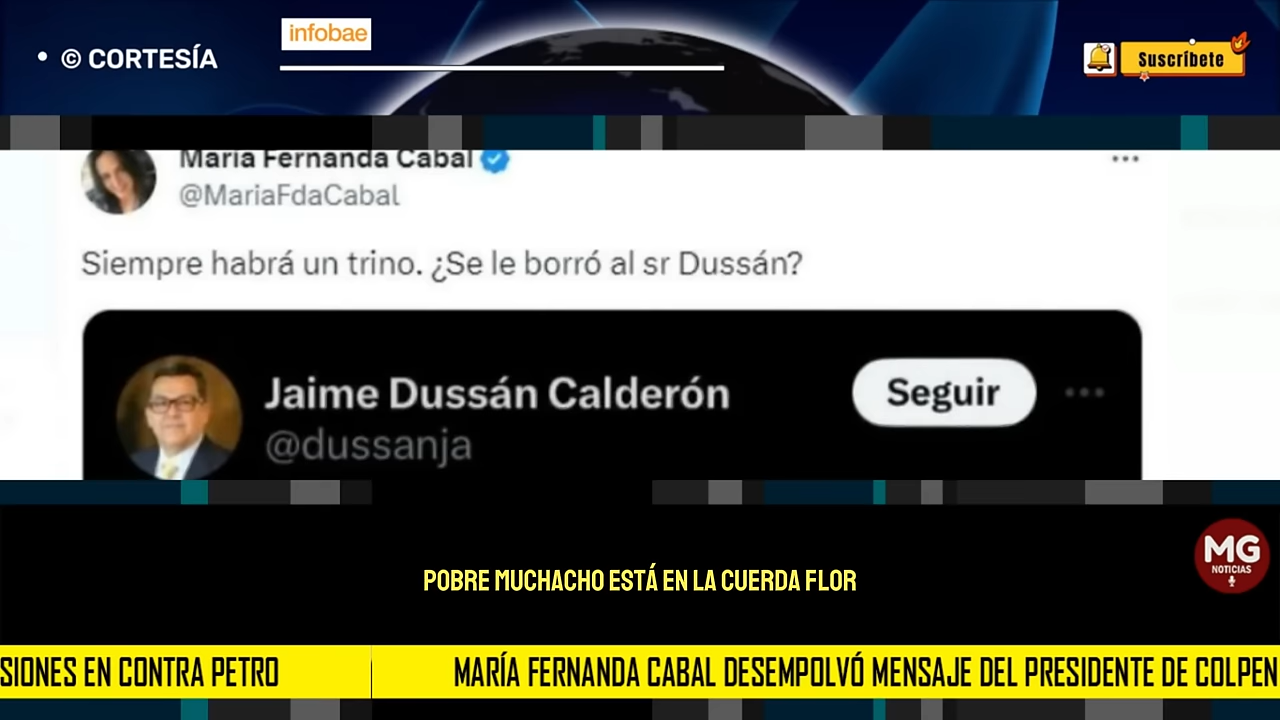 infobae
• © CORTESÍA
Suscríbete
María Fernanda Cabal
@MariaFdaCabal
Siempre habrá un trino. ¿Se le borró al sr Dussán?
Jaime Dussán Calderón
Seguir
@dussanja
MG
NOTICIAS
POBRE MUCHACHO ESTÁ EN LA CUERDA FLOR
SIONES EN CONTRA PETRO
MARÍA FERNANDA CABAL DESEMPOLVÓ MENSAJE DEL PRESIDENTE DE COLPEN